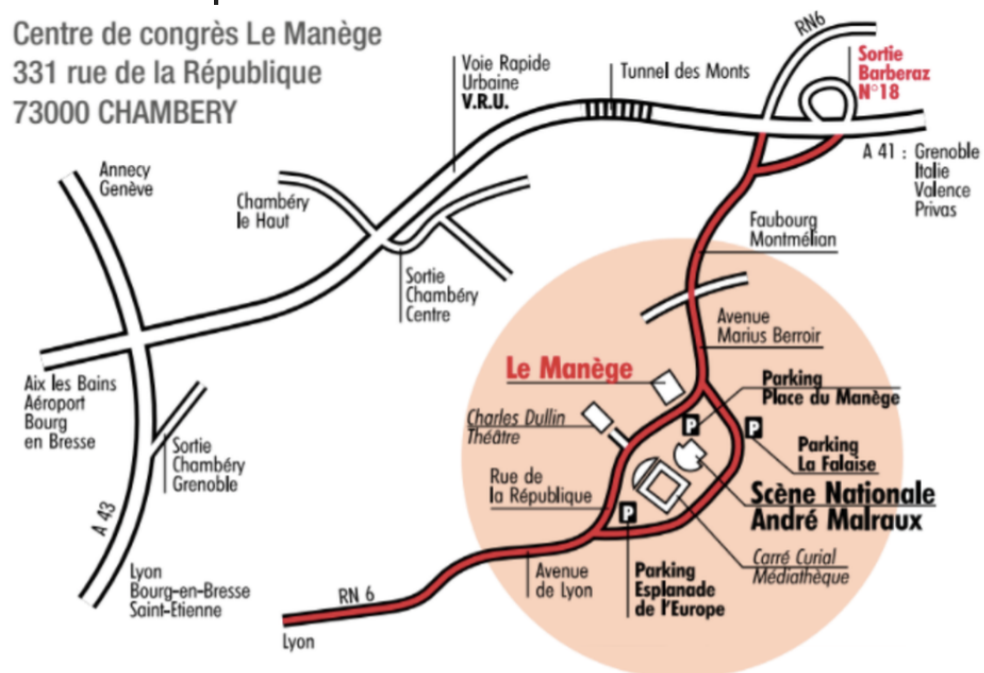 Centre de congrès Le Manège
331 rue de la République
73000 CHAMBERY
RN6
Sortie
Barberaz
N°18
Voie Rapide
Urbaine
V.R.U.
Tunnel des Monts
A 41 : Grenoble
Italie
Valence
Privas
Annecy
Genève
Chambéry
le Haut
Faubourg
Montmélian
Sortie
Chambéry
Centre
Avenue
Marius Berroir
Le Manège
Parking
Place du Manège
Aix les Bains
Aéroport
Bourg
en Bresse
Charles Dullin
Théâtre
P
P
Sortie
Chambéry
Grenoble
Parking
La Falaise
Rue de
la République
Scène Nationale
André Malraux
A 43
P
Carré Curial
Médiathèque
Lyon
Bourg-en-Bresse
Saint-Etienne
Avenue
de Lyon
Parking
Esplanade
de l'Europe
RN 6
Lyon